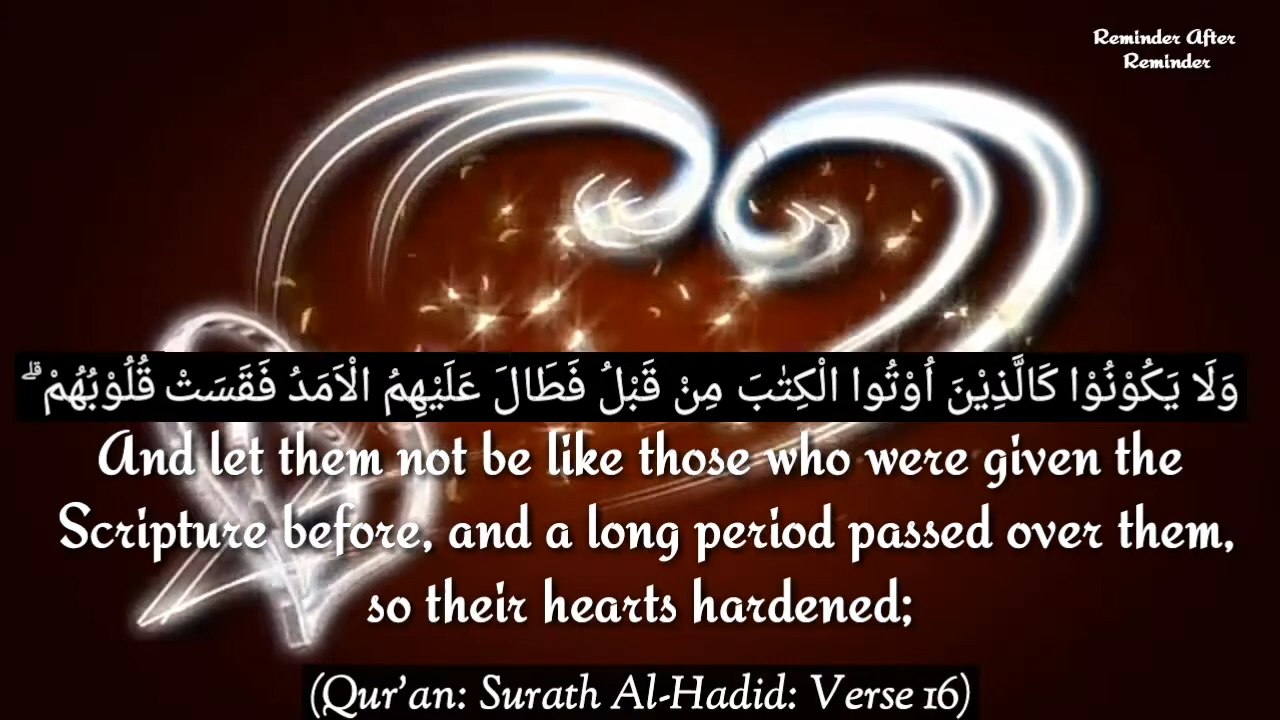 Reminder After
Reminder
وَلَا يَكُوْنُوْا كَالَّذِيْنَ اُوْتُوا الْكِتٰبَ مِنْ قَبْلُ فَطَالَ عَلَيْهِمُ الْاَمَدُ فَقَسَتْ قُلُوْبُهُمْ ۗ
And let them not be like those who were given the
Scripture before, and a long period passed over them,
so their hearts hardened;
(Qur'an: Surath Al-Hadid: Verse 16)